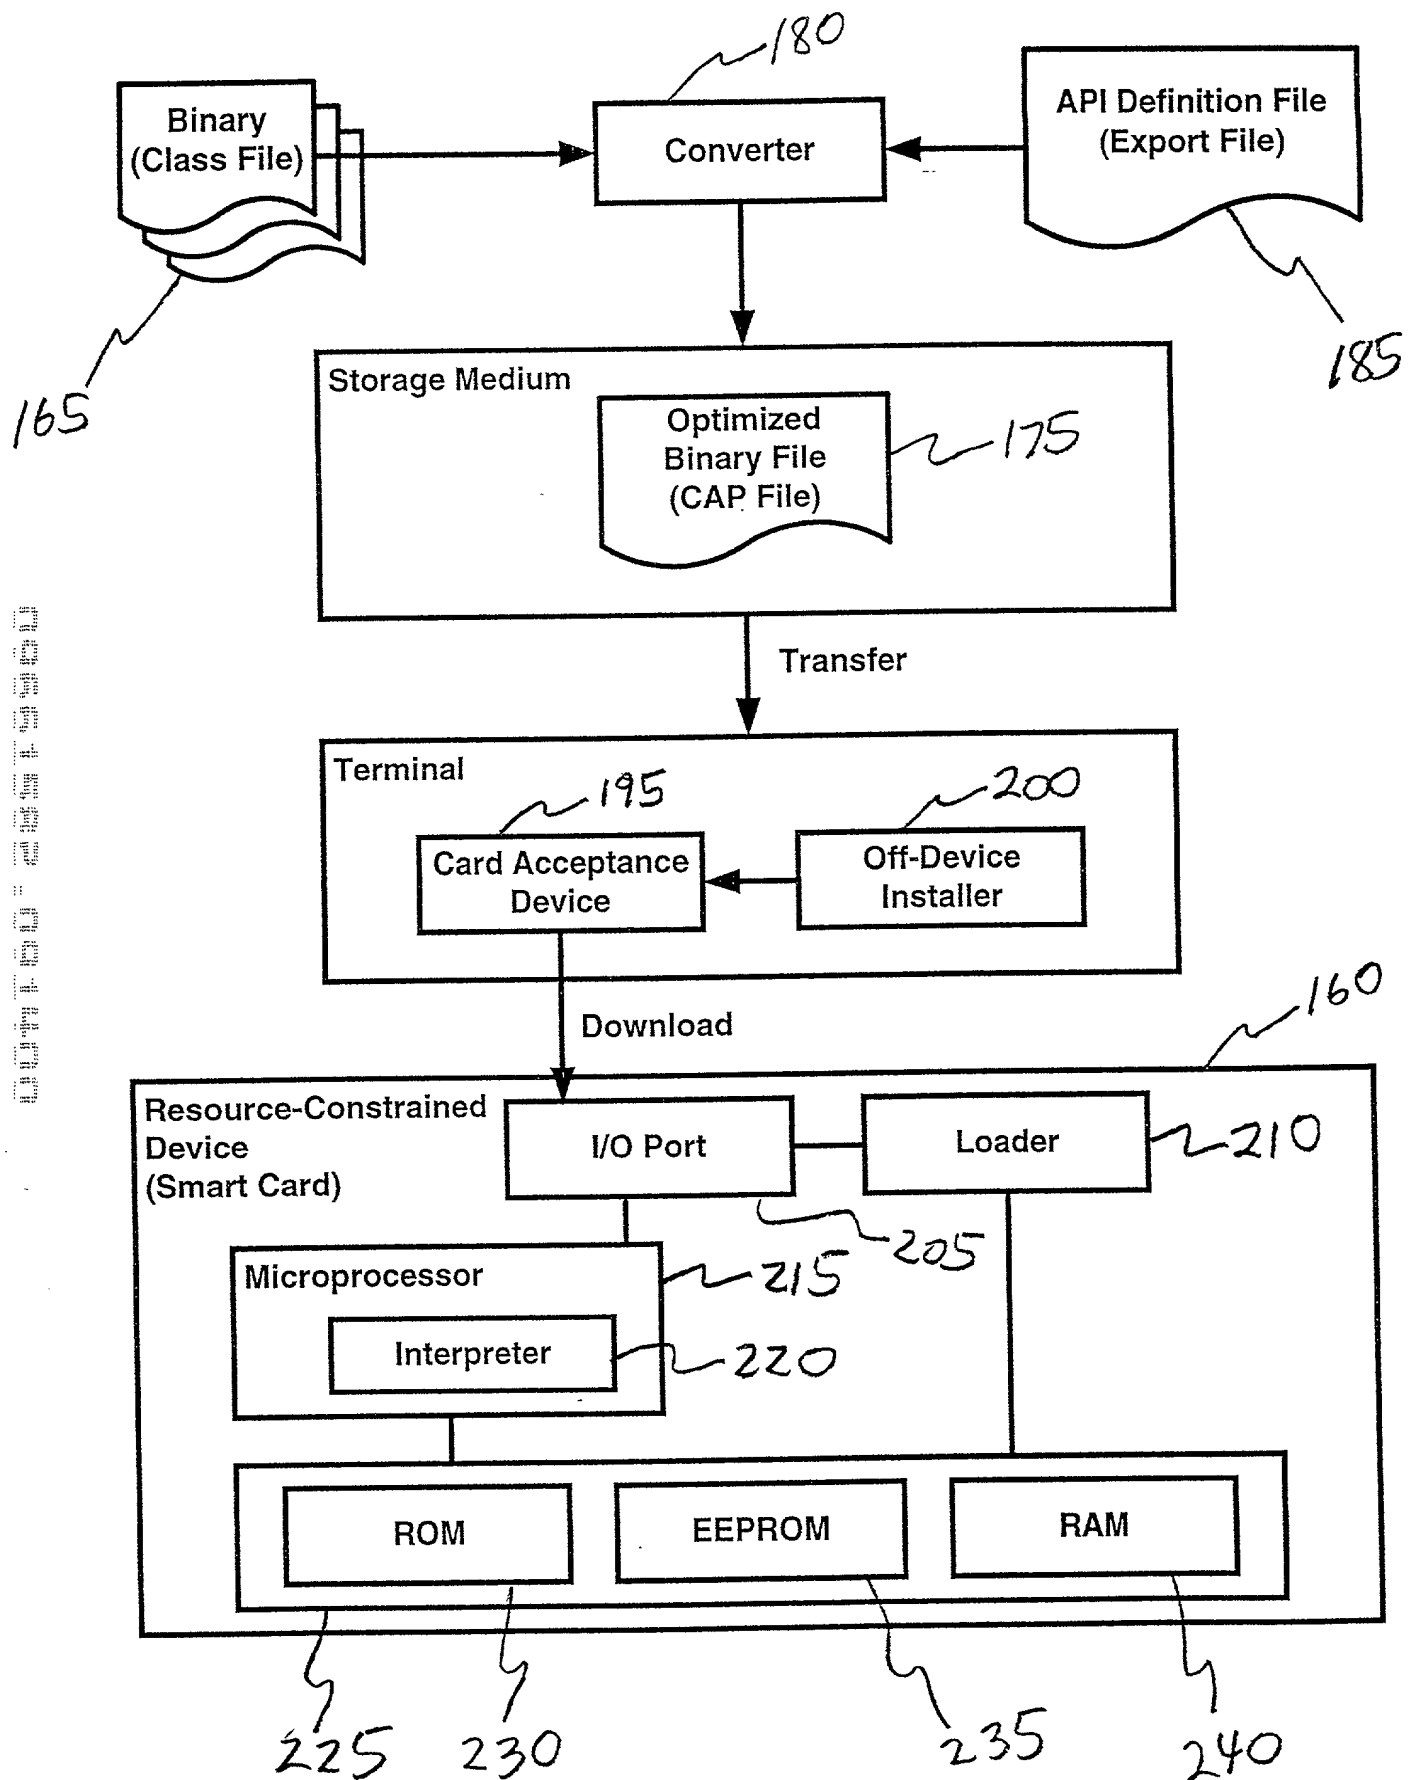 180
Binary
(Class File)
Converter
API Definition File
(Export File)
165
185
Storage Medium
Optimized
Binary File
(CAP File)
175
Transfer
Terminal
195
200
Card Acceptance
Device
Off-Device
Installer
Download
160
Resource-Constrained
Device
(Smart Card)
I/O Port
Loader
210
205
Microprocessor
215
Interpreter
220
ROM
EEPROM
RAM
225
230
235
240